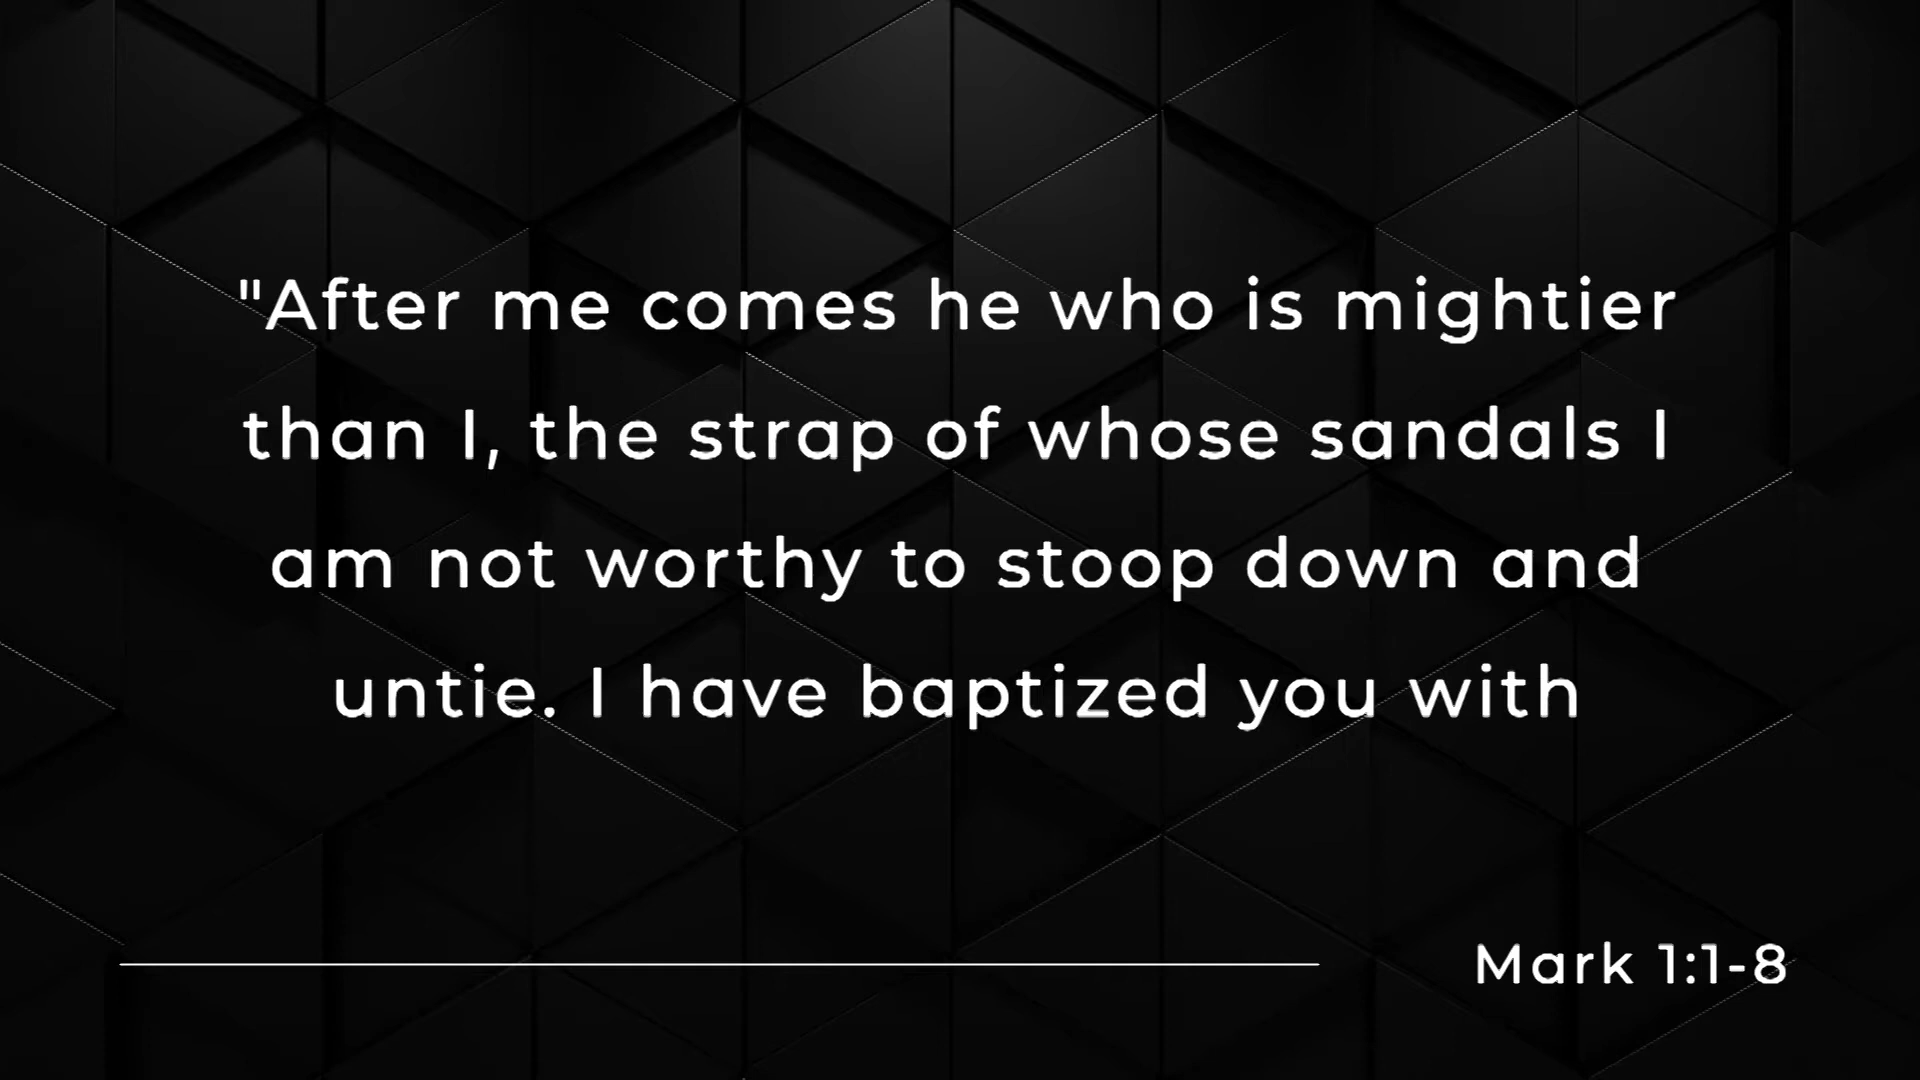 "After me comes he who is mightier
than I, the strap of whose sandals I
am not worthy to stoop down and
untie. I have baptized you with
Mark 1:1-8